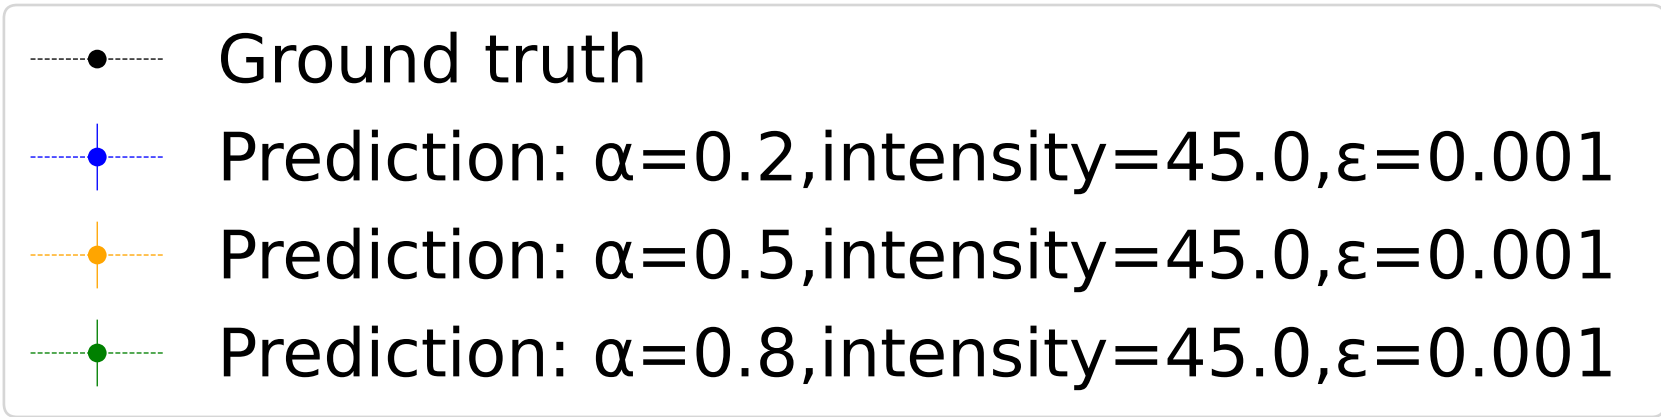 Ground truth
Prediction: α=0.2,intensity=45.0,ε=0.001
Prediction: α=0.5,intensity=45.0,ε=0.001
Prediction: α=0.8,intensity=45.0,ε=0.001